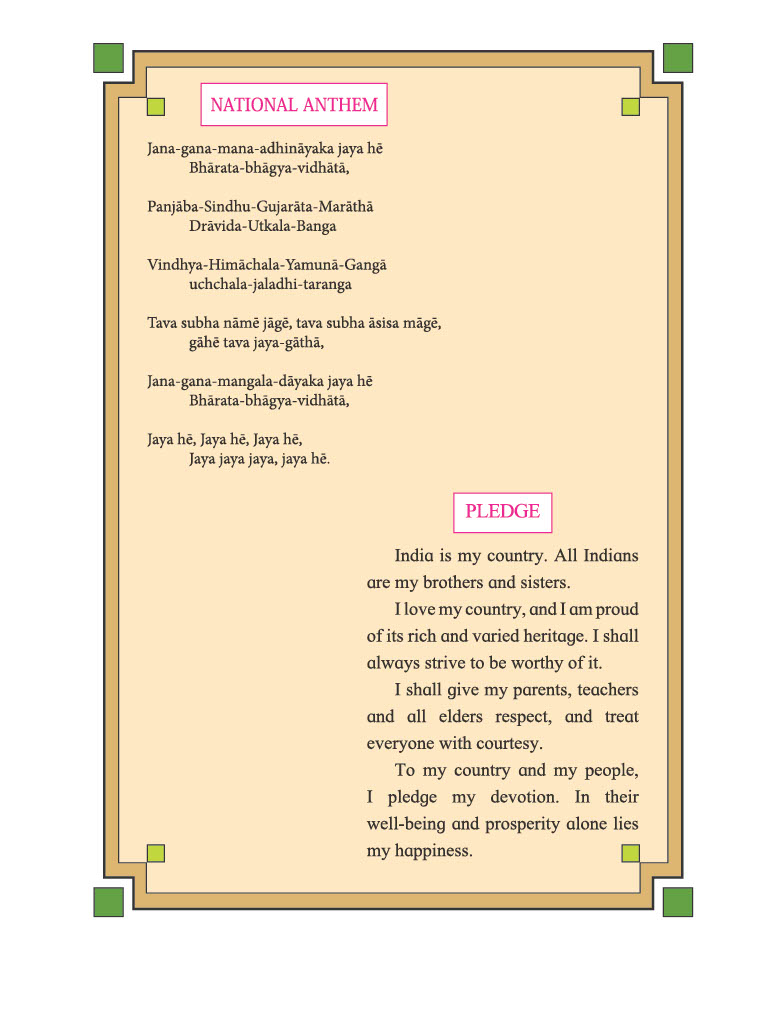 NATIONAL ANTHEM
Jana-gana-mana-adhināyaka jaya hē
Bhārata-bhāgya-vidhātā,
Panjāba-Sindhu-Gujarāta-Marāthā
Drāvida-Utkala-Banga
Vindhya-Himāchala-Yamunā-Gangā
uchchala-jaladhi-taranga
Tava subha nāmē jāgē, tava subha āsisa māgē,
gāhē tava jaya-gāthā,
Jana-gana-mangala-dāyaka jaya hē
Bhārata-bhāgya-vidhātā,
Jaya hē, Jaya hē, Jaya hē,
Jaya jaya jaya, jaya hē.
PLEDGE
India is my country. All Indians
are my brothers and sisters.
I love my country, and I am proud
of its rich and varied heritage. I shall
always strive to be worthy of it.
I shall give my parents, teachers
and all elders respect, and treat
everyone with courtesy.
To my country and my people,
I pledge my devotion. In their
well-being and prosperity alone lies
my happiness.